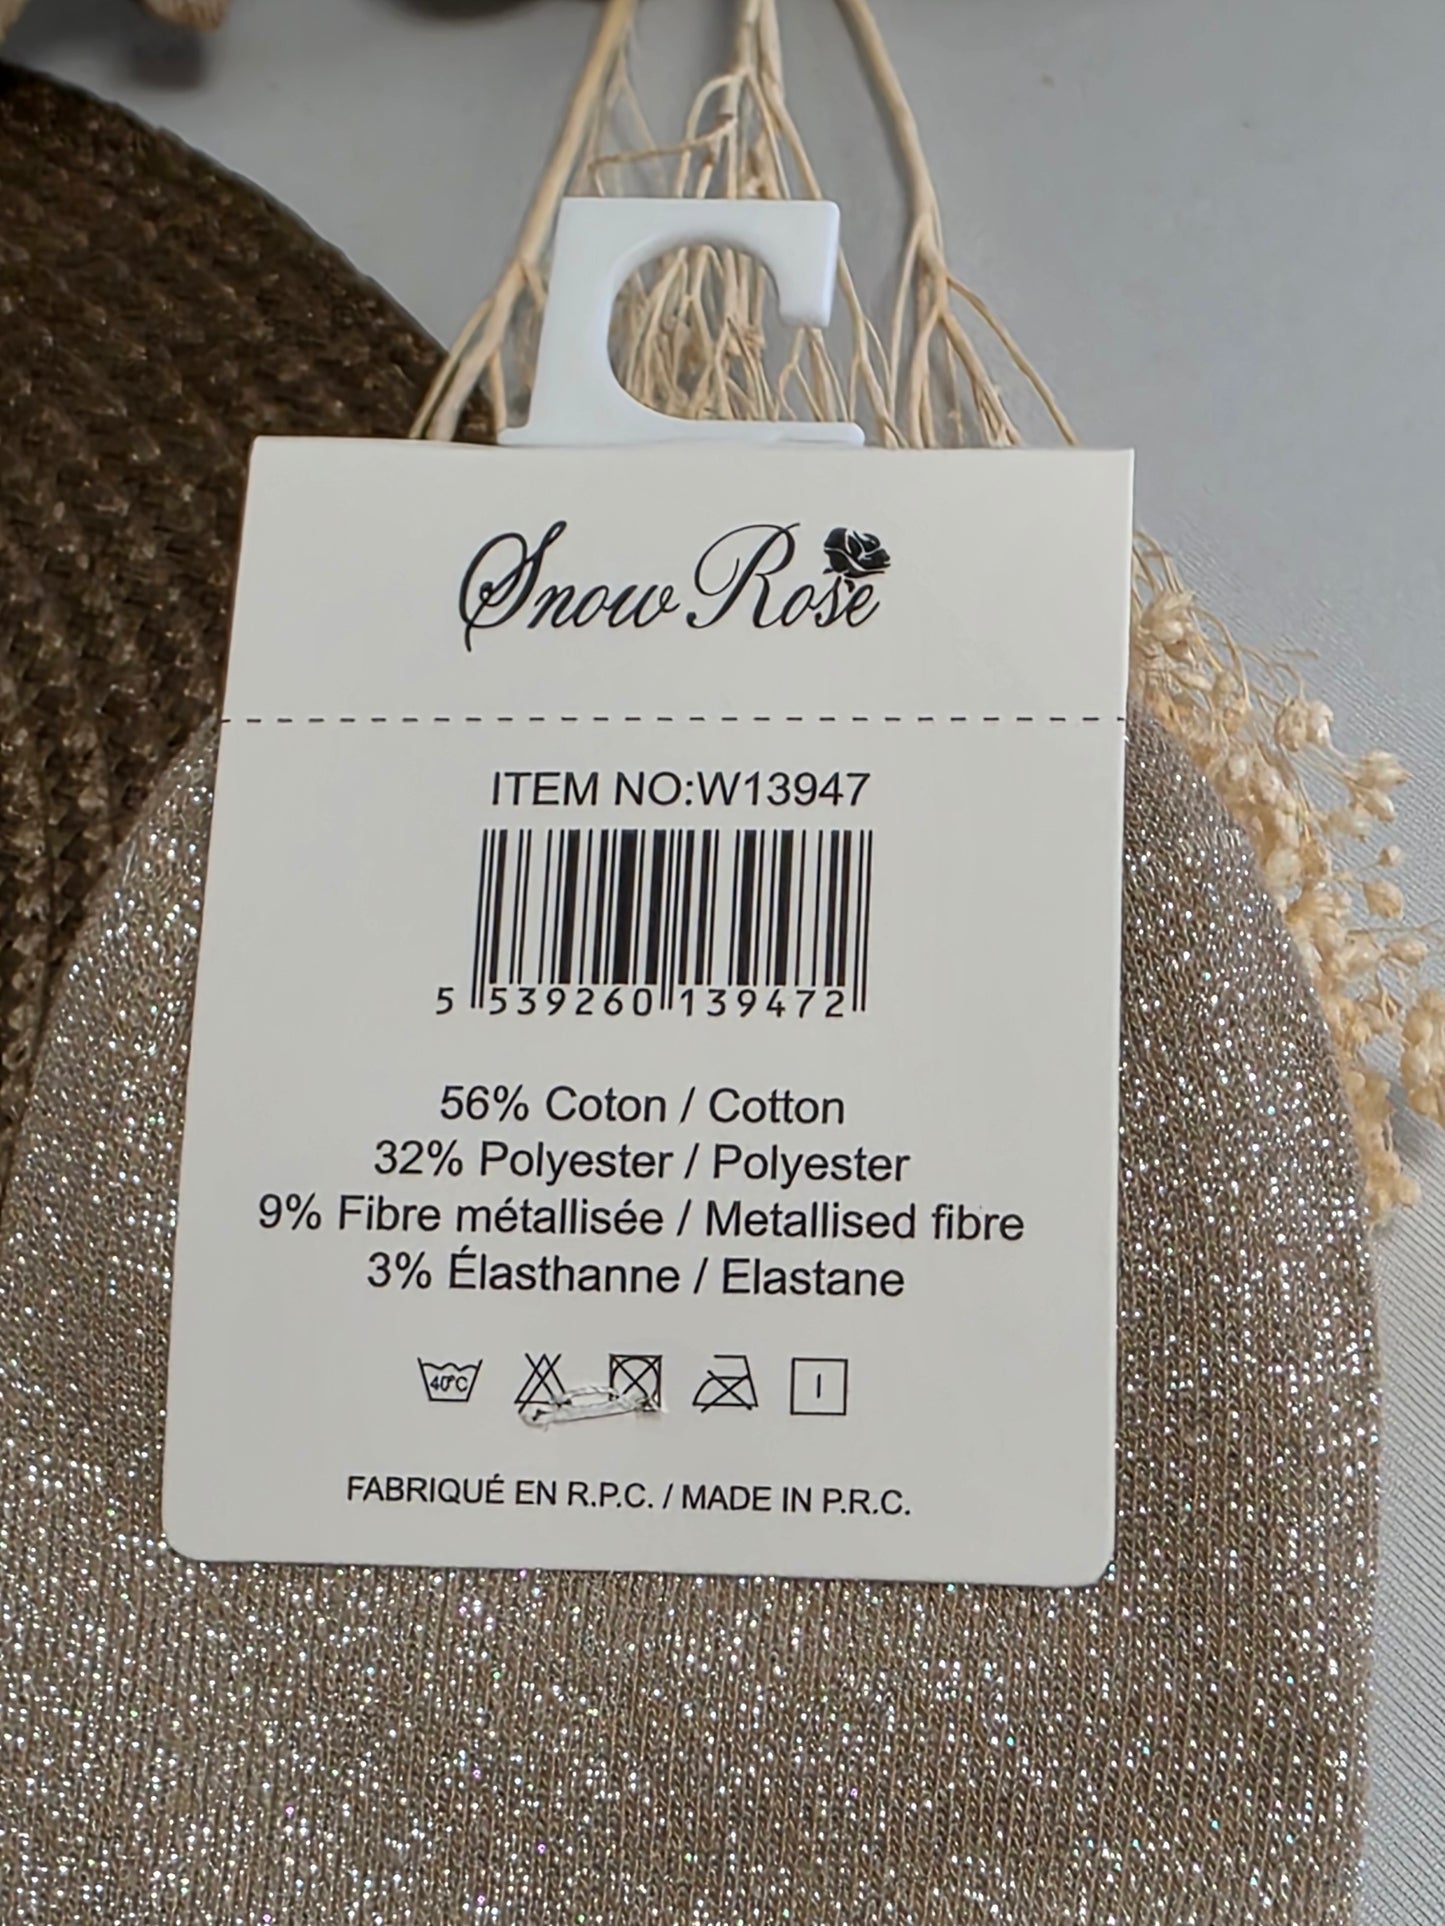 Snow Rose
ITEM NO:W13947
5 539260 139472
56% Coton / Cotton
32% Polyester / Polyester
9% Fibre métallisée / Metallised fibre
3% Élasthanne / Elastane
40°C
FABRIQUÉ EN R.P.C. / MADE IN P.R.C.